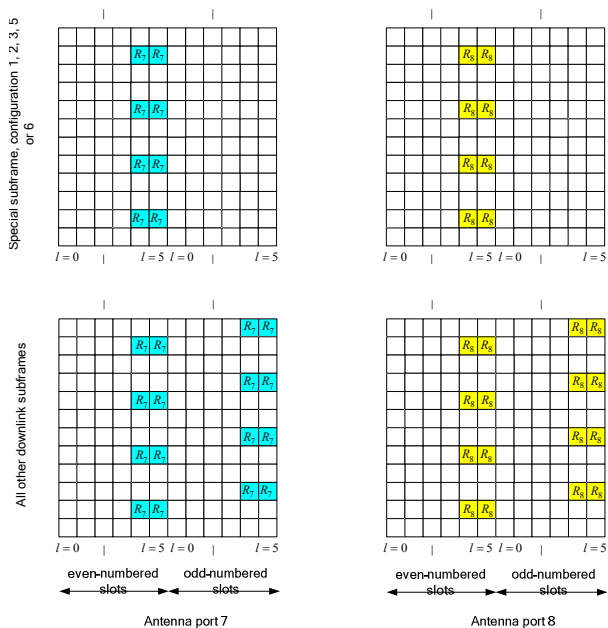 Special subframe, configuration 1, 2, 3, 5
or 6
R7 R7
R8 R8
R7 R7
R8 R8
R7 R7
R8 R8
R7 R7
R8 R8
l = 0
l = 5
l = 0
l = 5
l = 0
l = 5
l = 0
l = 5
All other downlink subframes
R7 R7
R8 R8
R7 R7
R8 R8
R7 R7
R8 R8
R7 R7
R8 R8
R7 R7
R8 R8
R7 R7
R8 R8
R7 R7
R8 R8
R7 R7
R8 R8
l = 0
l = 5
l = 0
l = 5
l = 0
l = 5
l = 0
l = 5
even-numbered
slots
odd-numbered
slots
even-numbered
slots
odd-numbered
slots
Antenna port 7
Antenna port 8